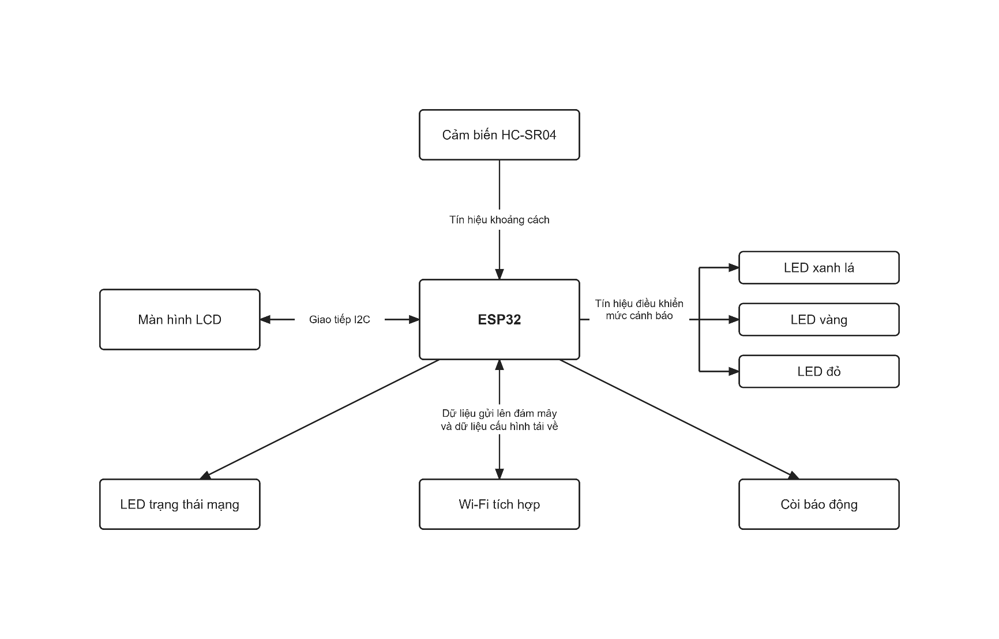 Cảm biến HC-SR04
Tín hiệu khoảng cách
LED xanh lá
Màn hình LCD
Giao tiếp I2C
ESP32
Tín hiệu điều khiển
mức cảnh báo
LED vàng
LED đỏ
Dữ liệu gửi lên đám mây
và dữ liệu cấu hình tải về
LED trạng thái mạng
Wi-Fi tích hợp
Còi báo động